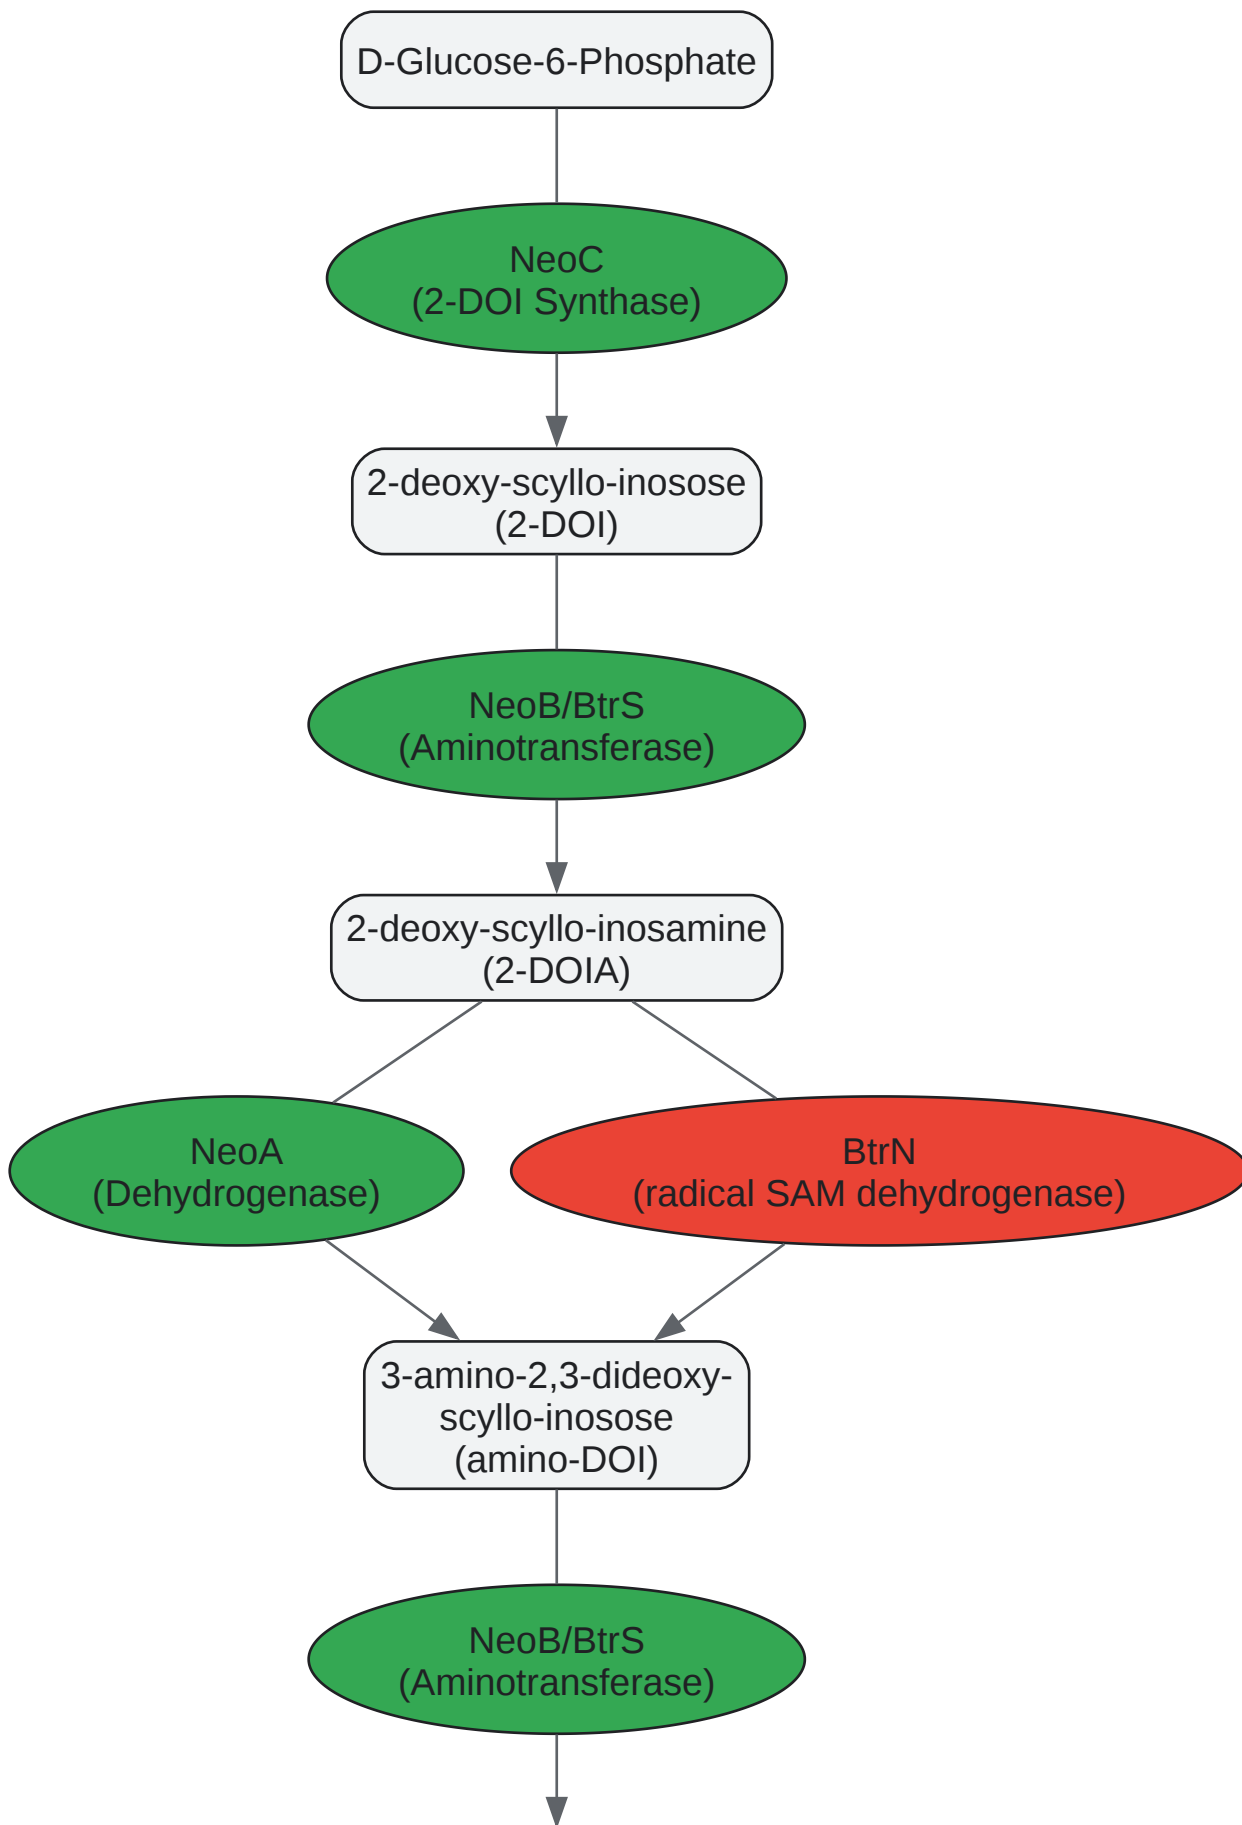 D-Glucose-6-Phosphate
NeoC
(2-DOI Synthase)
2-deoxy-scyllo-inosose
(2-DOI)
NeoB/BtrS
(Aminotransferase)
2-deoxy-scyllo-inosamine
(2-DOIA)
NeoA
(Dehydrogenase)
BtrN
(radical SAM dehydrogenase)
3-amino-2,3-dideoxy-
scyllo-inosose
(amino-DOI)
NeoB/BtrS
(Aminotransferase)